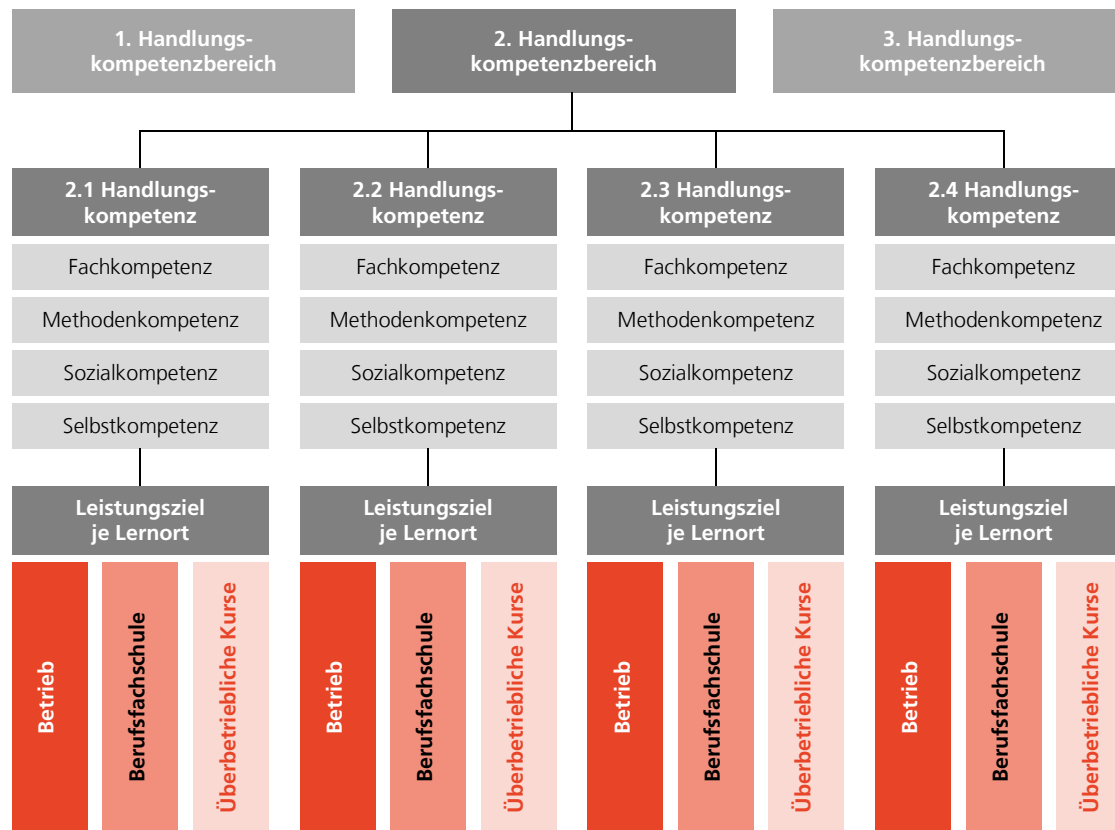 1. Handlungs-
kompetenzbereich
2. Handlungs-
kompetenzbereich
3. Handlungs-
kompetenzbereich
2.1 Handlungs-
kompetenz
2.2 Handlungs-
kompetenz
2.3 Handlungs-
kompetenz
2.4 Handlungs-
kompetenz
Fachkompetenz
Fachkompetenz
Fachkompetenz
Fachkompetenz
Methodenkompetenz
Methodenkompetenz
Methodenkompetenz
Methodenkompetenz
Sozialkompetenz
Sozialkompetenz
Sozialkompetenz
Sozialkompetenz
Selbstkompetenz
Selbstkompetenz
Selbstkompetenz
Selbstkompetenz
Leistungsziel
je Lernort
Leistungsziel
je Lernort
Leistungsziel
je Lernort
Leistungsziel
je Lernort
Betrieb
Berufsfachschule
Überbetriebliche Kurse
Betrieb
Berufsfachschule
Überbetriebliche Kurse
Betrieb
Berufsfachschule
Überbetriebliche Kurse
Betrieb
Berufsfachschule
Überbetriebliche Kurse